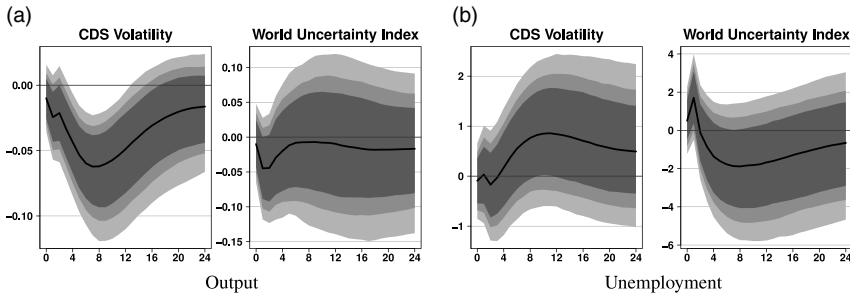 (a)
CDS Volatility
World Uncertainty Index
0.00
−0.05
−0.10
0 4 8 12 16 20 24
0.10
0.05
0.00
−0.05
−0.10
−0.15
0 4 8 12 16 20 24
Output
(b)
CDS Volatility
World Uncertainty Index
2
1
0
−1
0 4 8 12 16 20 24
4
2
0
−2
−4
−6
0 4 8 12 16 20 24
Unemployment